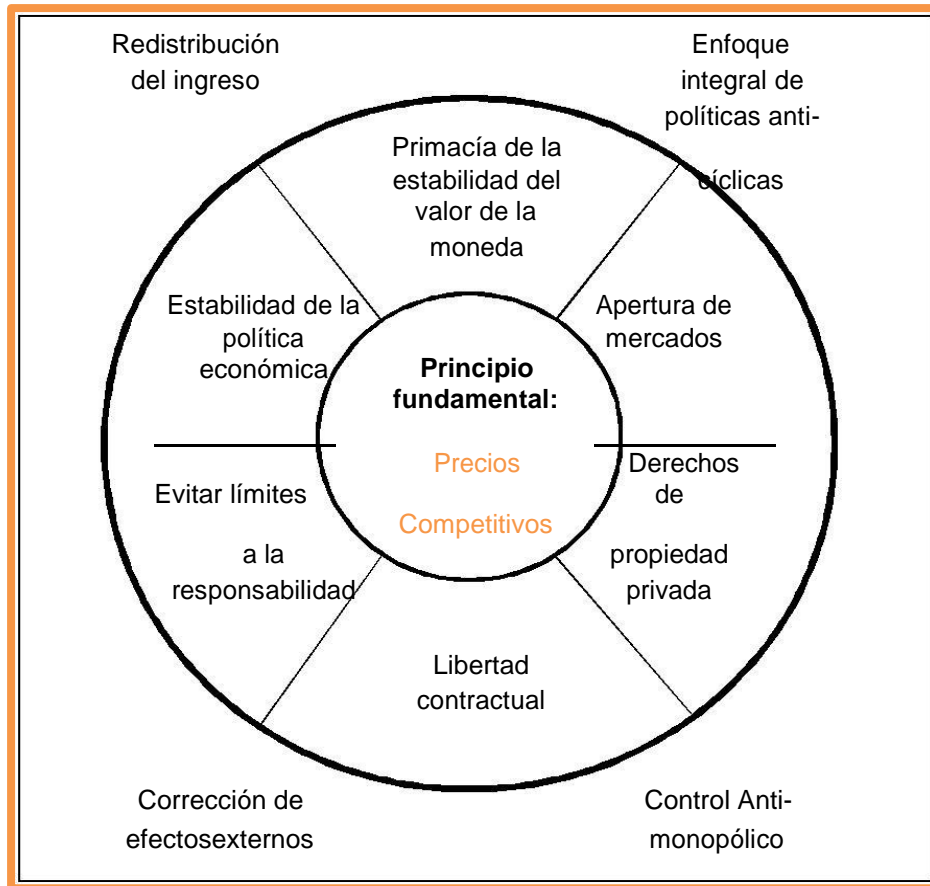 Redistribución
del ingreso
Enfoque
integral de
políticas anti-
cíclicas
Primacía de la
estabilidad del
valor de la
moneda
Estabilidad de la
política
económica
Apertura de
mercados
Principio
fundamental:
Precios
Competitivos
Evitar límites
a la
responsabilidad
Derechos
de
propiedad
privada
Libertad
contractual
Corrección de
efectosexternos
Control Anti-
monopólico